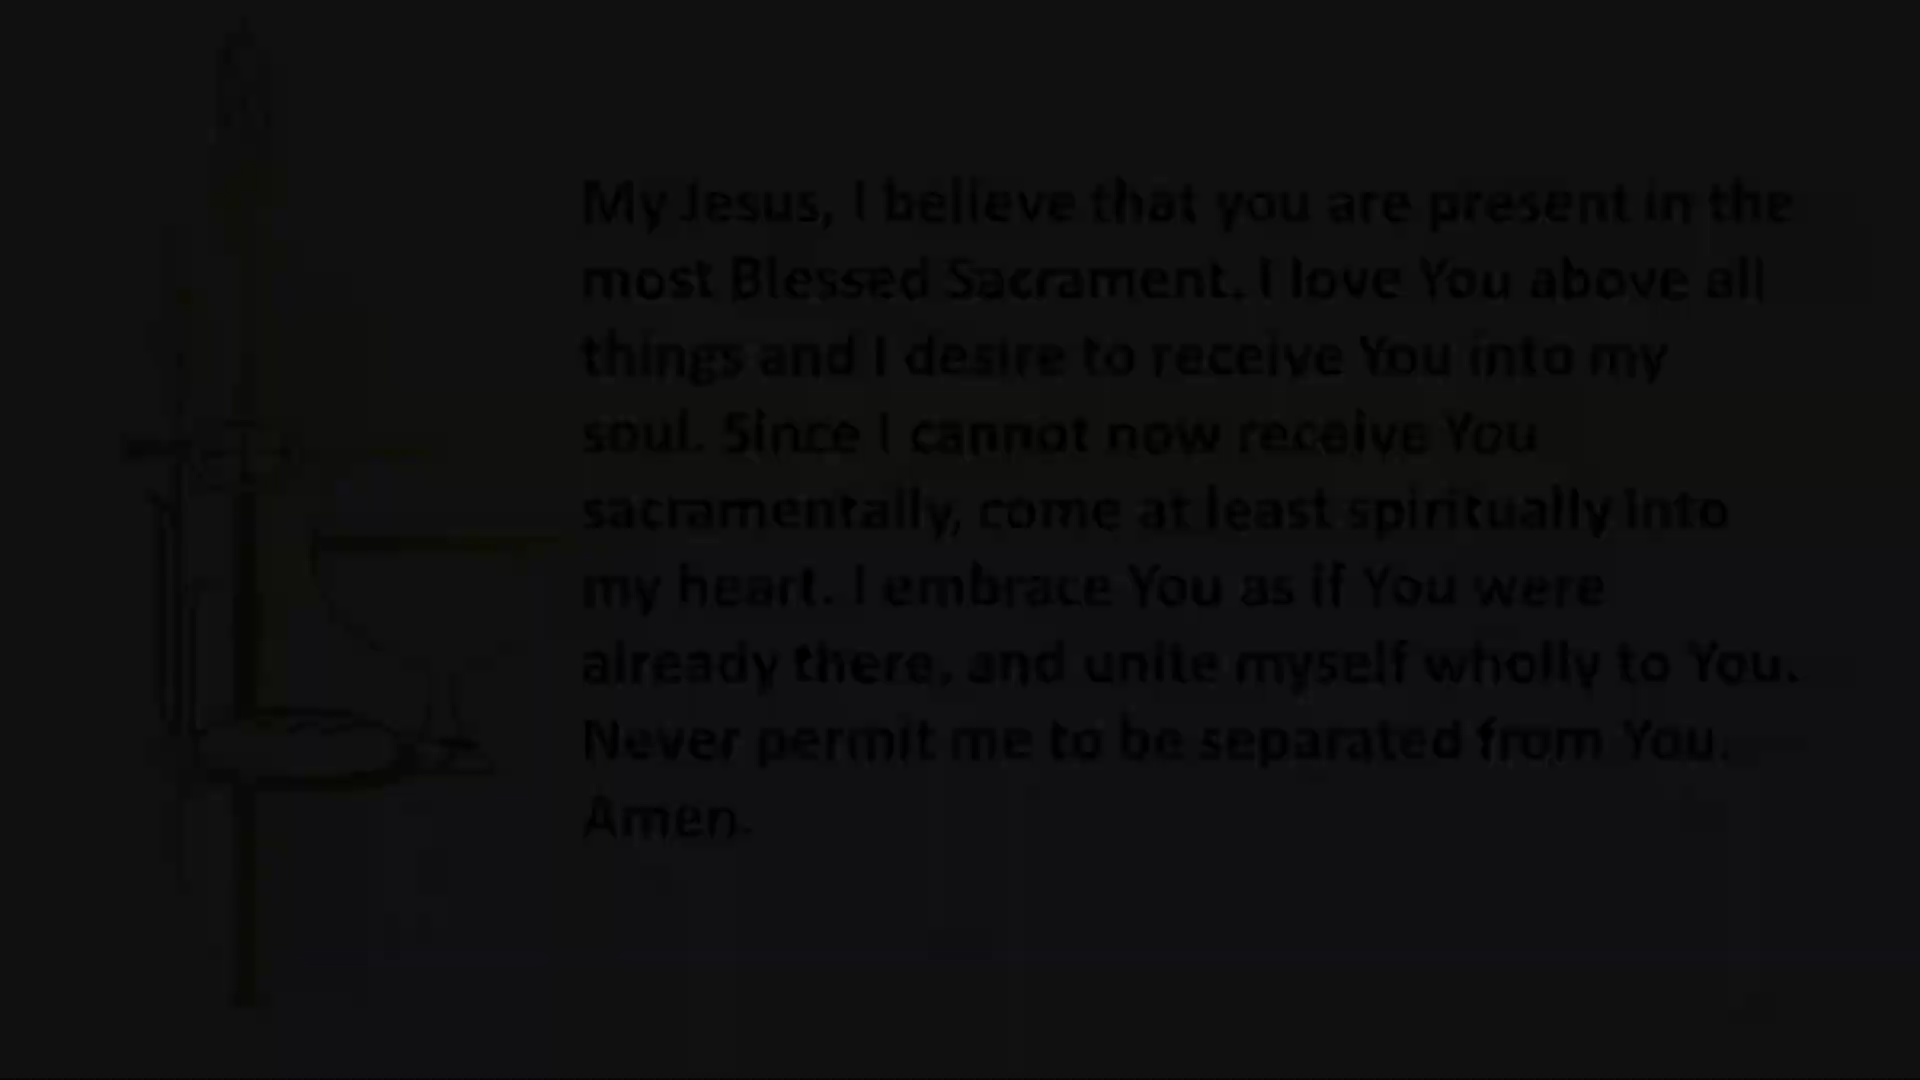 My Jesus, I believe that you are present in the
most Blessed Sacrament. I love You above all
things and I desire to receive You into my
soul. Since I cannot now receive You
sacramentally, come at least spiritually into
my heart. I embrace You as if You were
already there, and unite myself wholly to You.
Never permit me to be separated from You.
Amen.